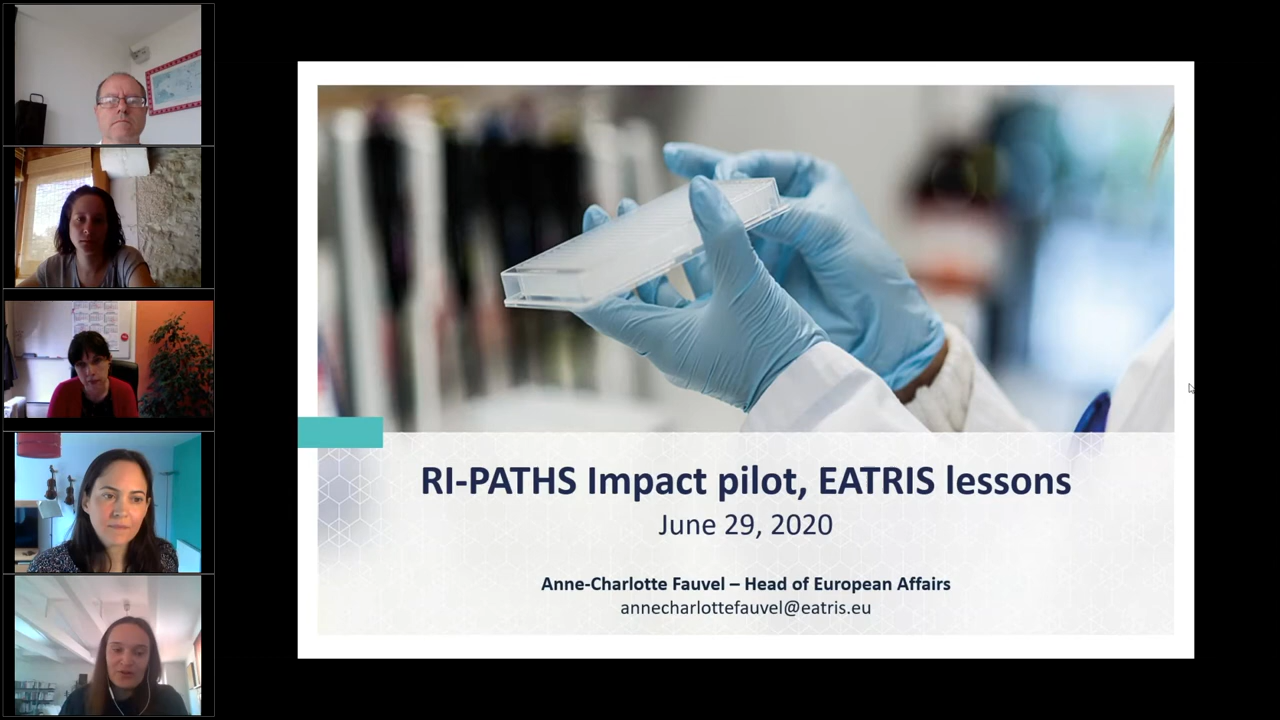 RI-PATHS Impact pilot, EATRIS lessons
June 29, 2020
Anne-Charlotte Fauvel – Head of European Affairs
annecharlottefauvel@eatris.eu